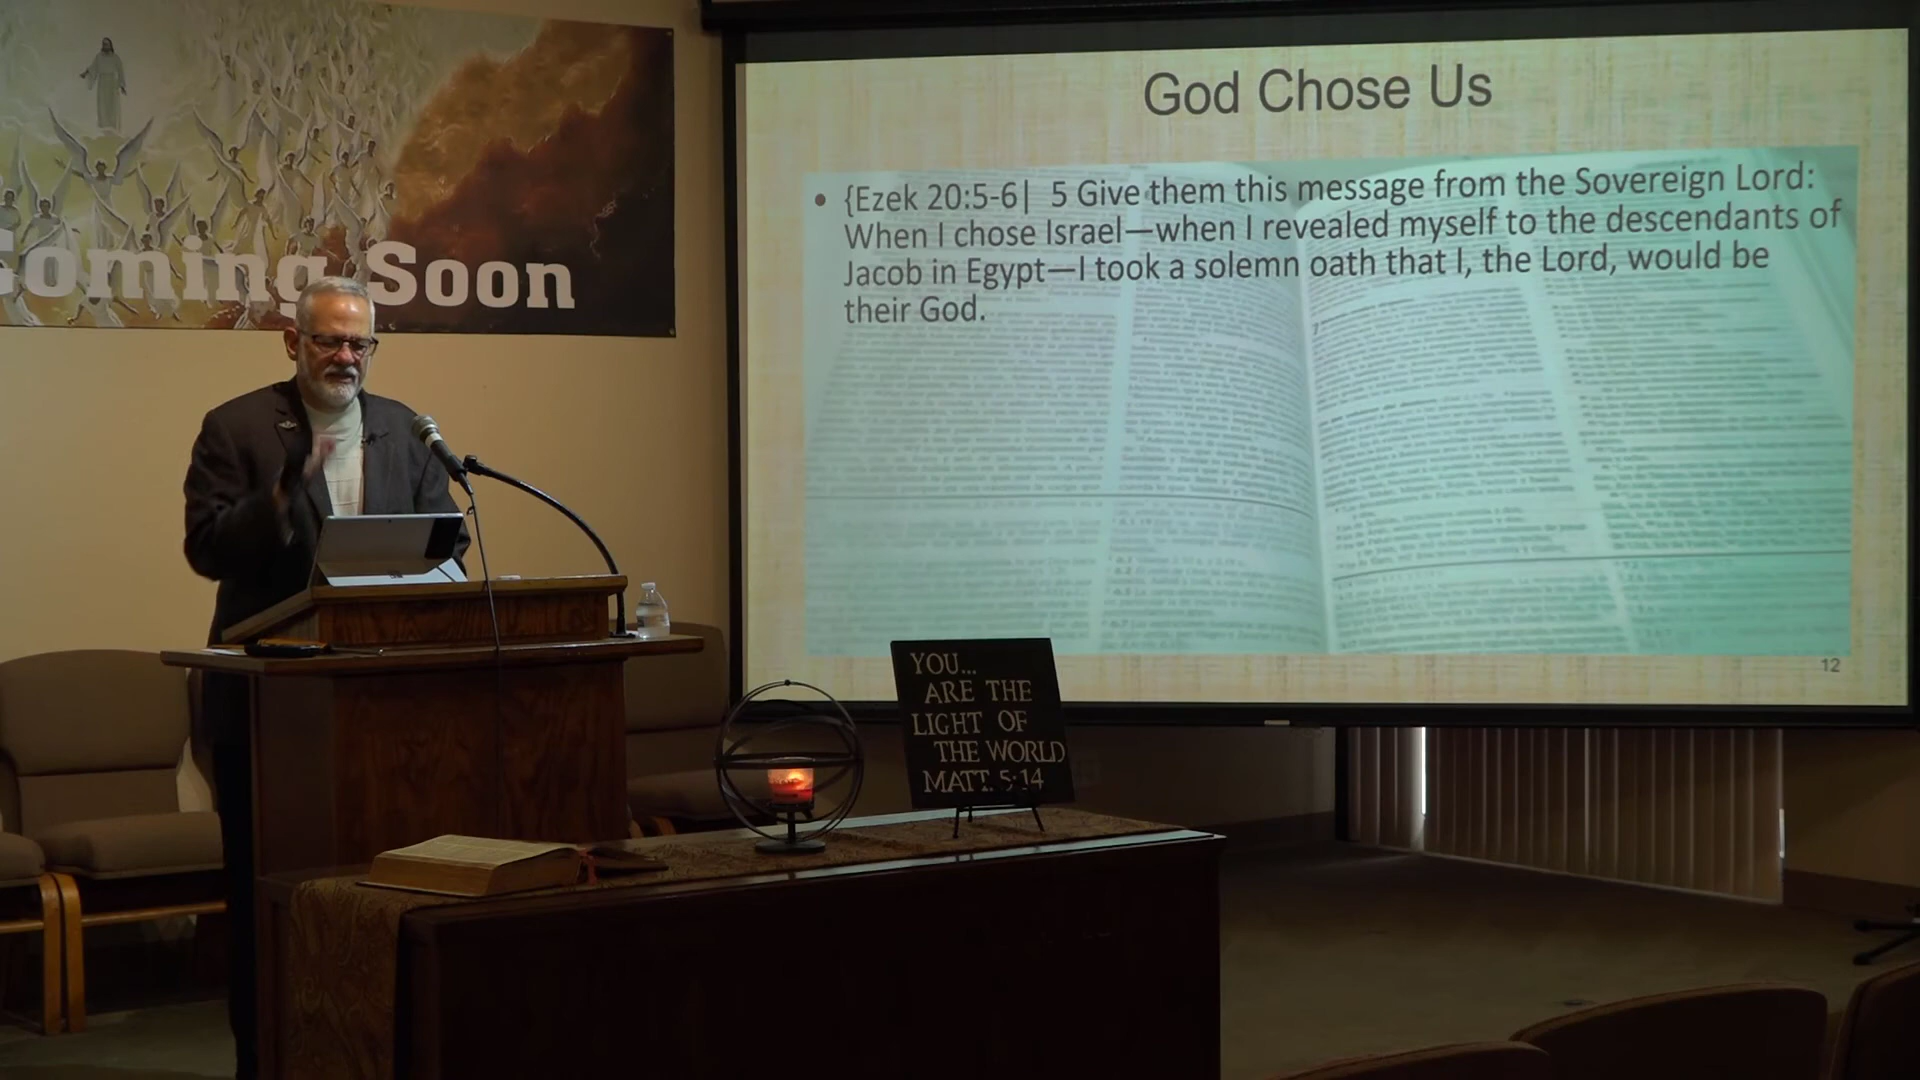 Coming Soon
God Chose Us
• {Ezek 20:5-6| 5 Give them this message from the Sovereign Lord:
When I chose Israel—when I revealed myself to the descendants of
Jacob in Egypt—I took a solemn oath that I, the Lord, would be
their God.
12
YOU...
ARE THE
LIGHT OF
THE WORLD
MATT. 5:14